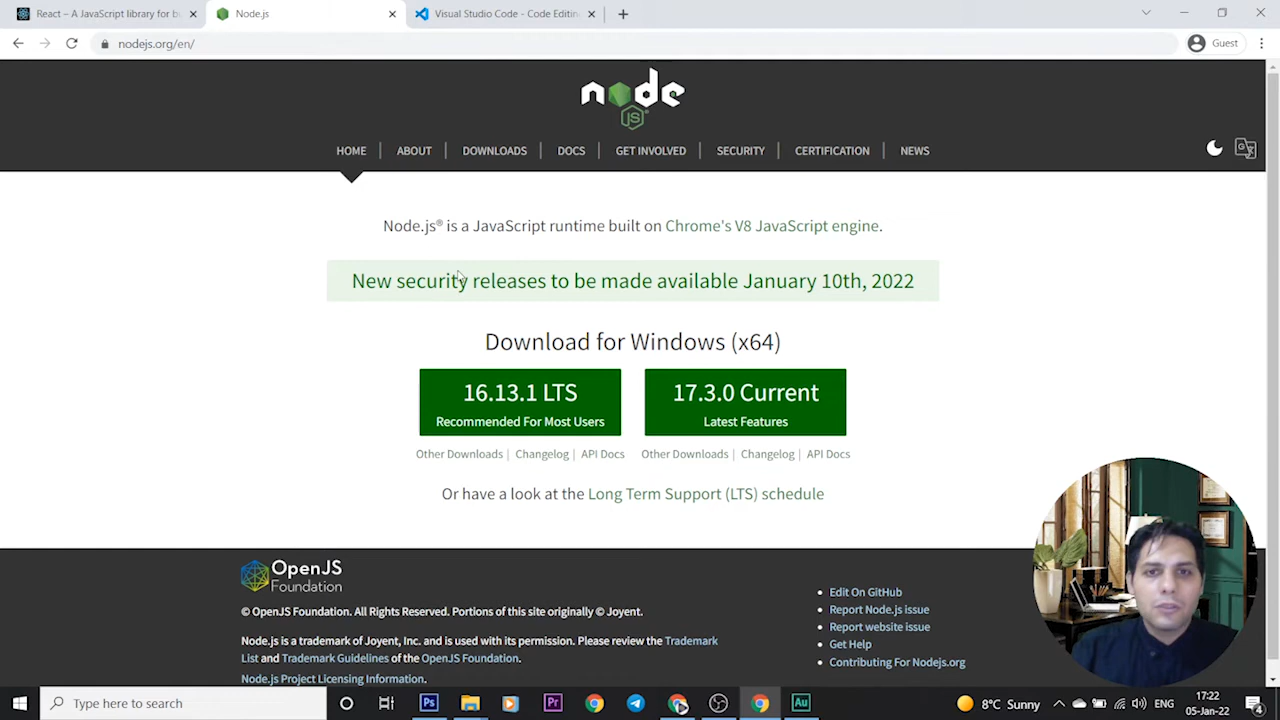 React – A JavaScript library for bu
Node.js
Visual Studio Code - Code Editin
nodejs.org/en/
Guest
node
JS
HOME
ABOUT
DOWNLOADS
DOCS
GET INVOLVED
SECURITY
CERTIFICATION
NEWS
Node.js® is a JavaScript runtime built on Chrome's V8 JavaScript engine.
New security releases to be made available January 10th, 2022
Download for Windows (x64)
16.13.1 LTS
Recommended For Most Users
17.3.0 Current
Latest Features
Other Downloads | Changelog | API Docs
Other Downloads | Changelog | API Docs
Or have a look at the Long Term Support (LTS) schedule
OpenJS
Foundation
© OpenJS Foundation. All Rights Reserved. Portions of this site originally © Joyent.
Node.js is a trademark of Joyent, Inc. and is used with its permission. Please review the Trademark
List and Trademark Guidelines of the OpenJS Foundation.
Node.js Project Licensing Information.
Edit On GitHub
Report Node.js issue
Report website issue
Get Help
Contributing For Nodejs.org
Type here to search
Ps
Pr
Au
8°C Sunny
ENG
17:22
05-Jan-22
4